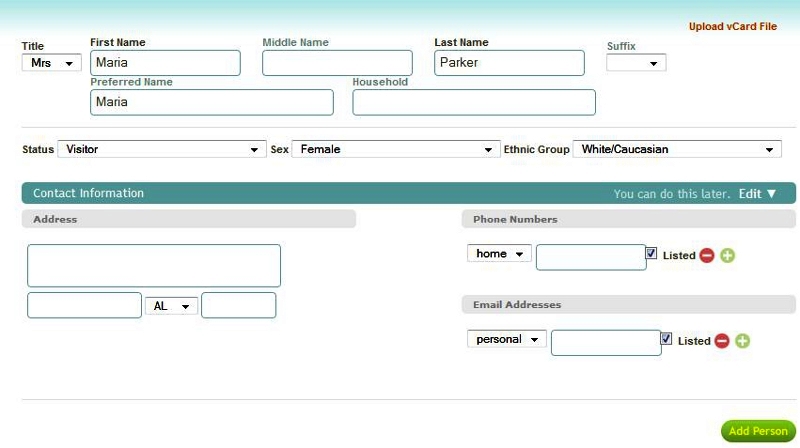 Upload vCard File
Title First Name Middle Name Last Name Suffix
Mrs Maria Parker
Preferred Name Household
Maria
Status Visitor Sex Female Ethnic Group White/Caucasian
Contact Information You can do this later. Edit ▼
Address Phone Numbers
home Listed
AL
Email Addresses
personal Listed
Add Person